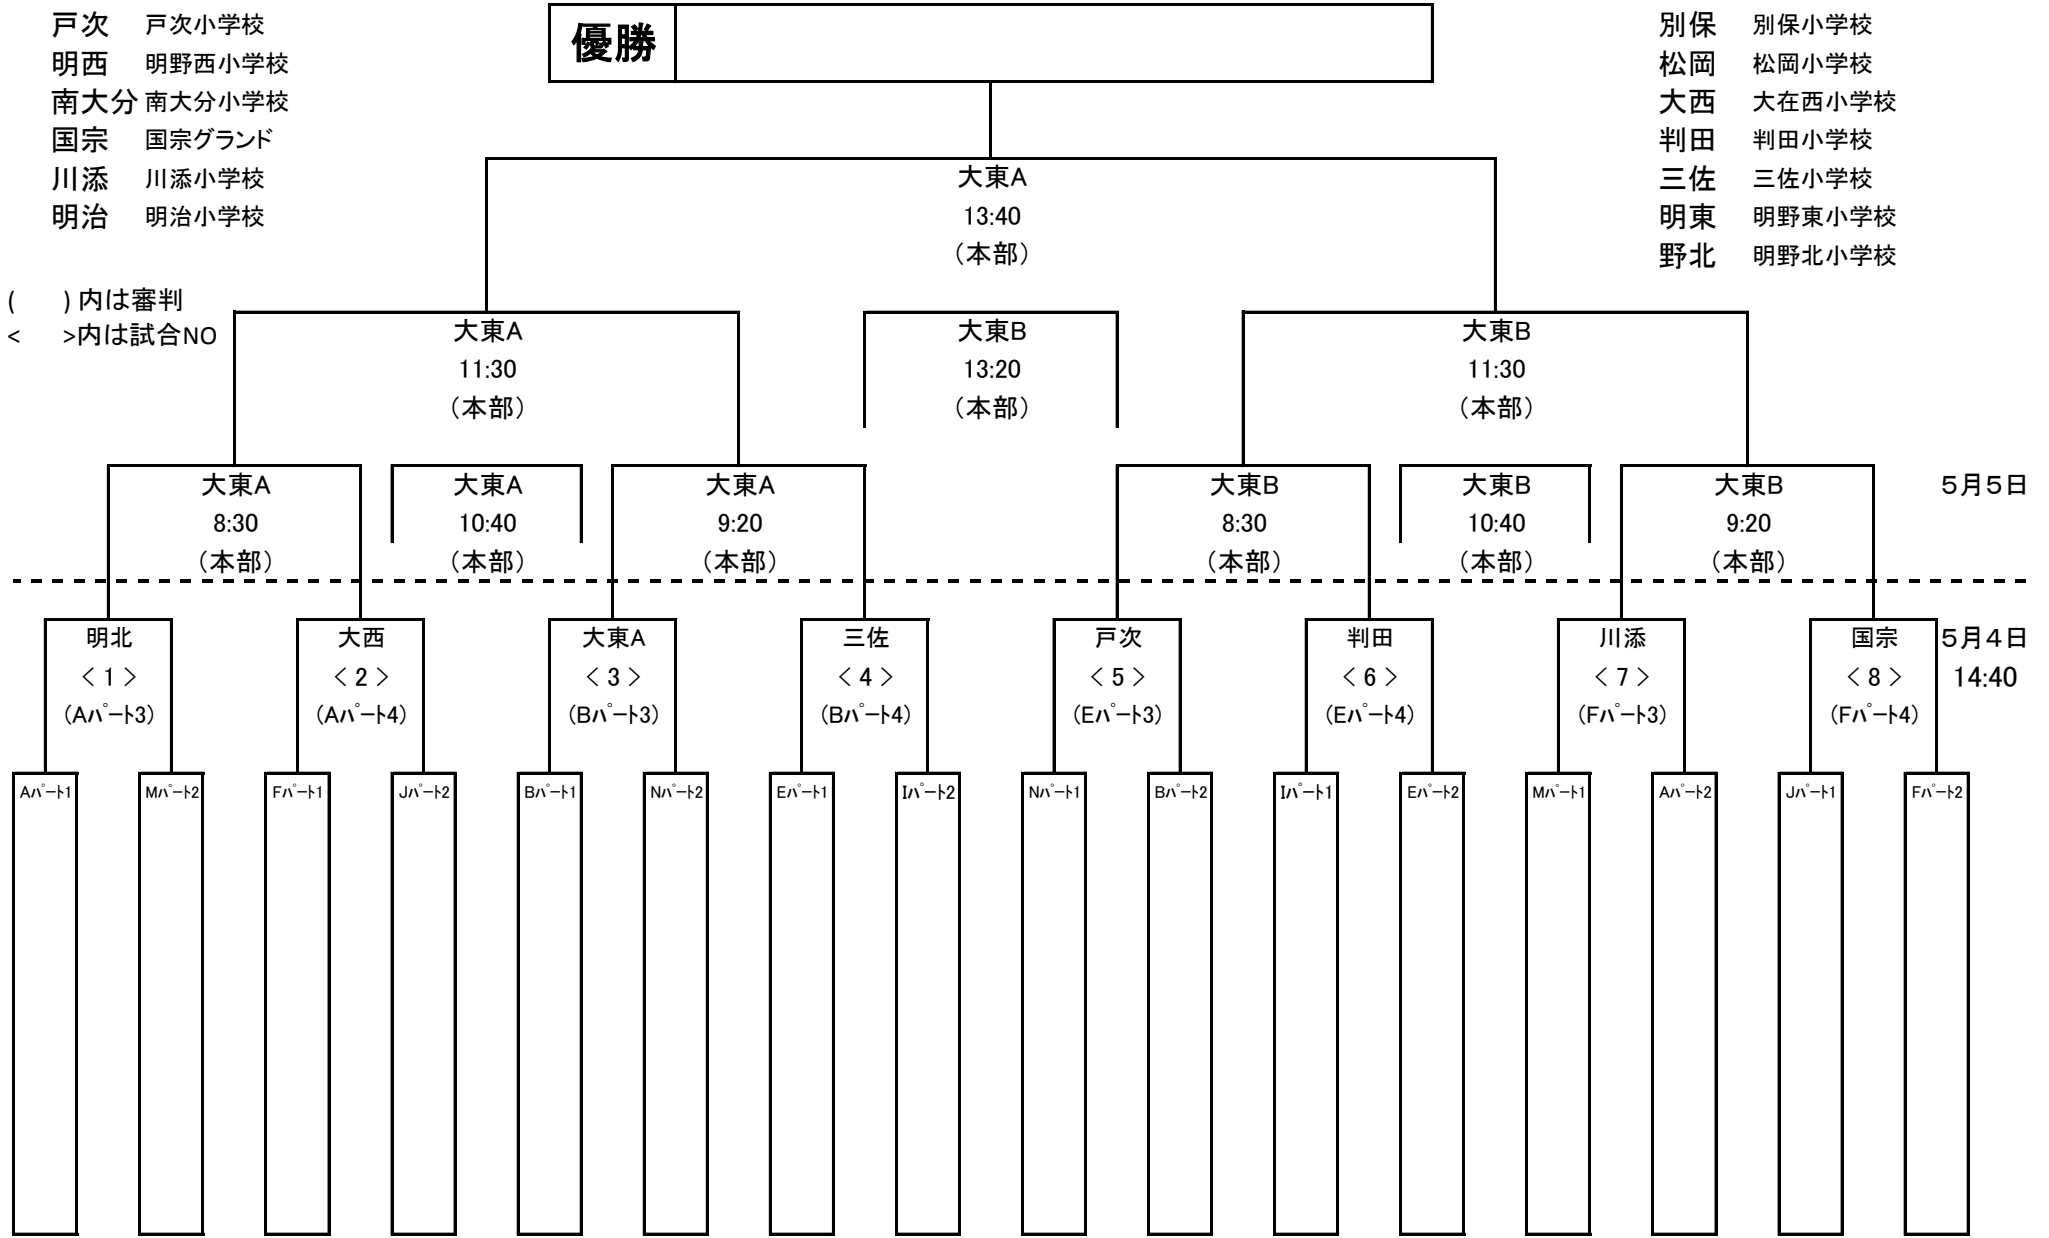 優勝
戸次 戸次小学校
明西 明野西小学校
南大分 南大分小学校
国宗 国宗グランド
川添 川添小学校
明治 明治小学校
別保 別保小学校
松岡 松岡小学校
大西 大在西小学校
判田 判田小学校
三佐 三佐小学校
明東 明野東小学校
野北 明野北小学校
( ) 内は審判
< >内は試合NO
大東A
13:40
（本部）
大東A
11:30
（本部）
大東B
13:20
（本部）
大東B
11:30
（本部）
大東A
8:30
（本部）
大東A
10:40
（本部）
大東A
9:20
（本部）
大東B
8:30
（本部）
大東B
10:40
（本部）
大東B
9:20
（本部）
５月５日
明北
＜ 1 ＞
(Aﾊﾟｰﾄ3)
大西
＜ 2 ＞
(Aﾊﾟｰﾄ4)
大東A
＜ 3 ＞
(Bﾊﾟｰﾄ3)
三佐
＜ 4 ＞
(Bﾊﾟｰﾄ4)
戸次
＜ 5 ＞
(Eﾊﾟｰﾄ3)
判田
＜ 6 ＞
(Eﾊﾟｰﾄ4)
川添
＜ 7 ＞
(Fﾊﾟｰﾄ3)
国宗
＜ 8 ＞
(Fﾊﾟｰﾄ4)
５月４日
14:40
Aﾊﾟｰﾄ1
Mﾊﾟｰﾄ2
Fﾊﾟｰﾄ1
Jﾊﾟｰﾄ2
Bﾊﾟｰﾄ1
Nﾊﾟｰﾄ2
Eﾊﾟｰﾄ1
Iﾊﾟｰﾄ2
Nﾊﾟｰﾄ1
Bﾊﾟｰﾄ2
Iﾊﾟｰﾄ1
Eﾊﾟｰﾄ2
Mﾊﾟｰﾄ1
Aﾊﾟｰﾄ2
Jﾊﾟｰﾄ1
Fﾊﾟｰﾄ2